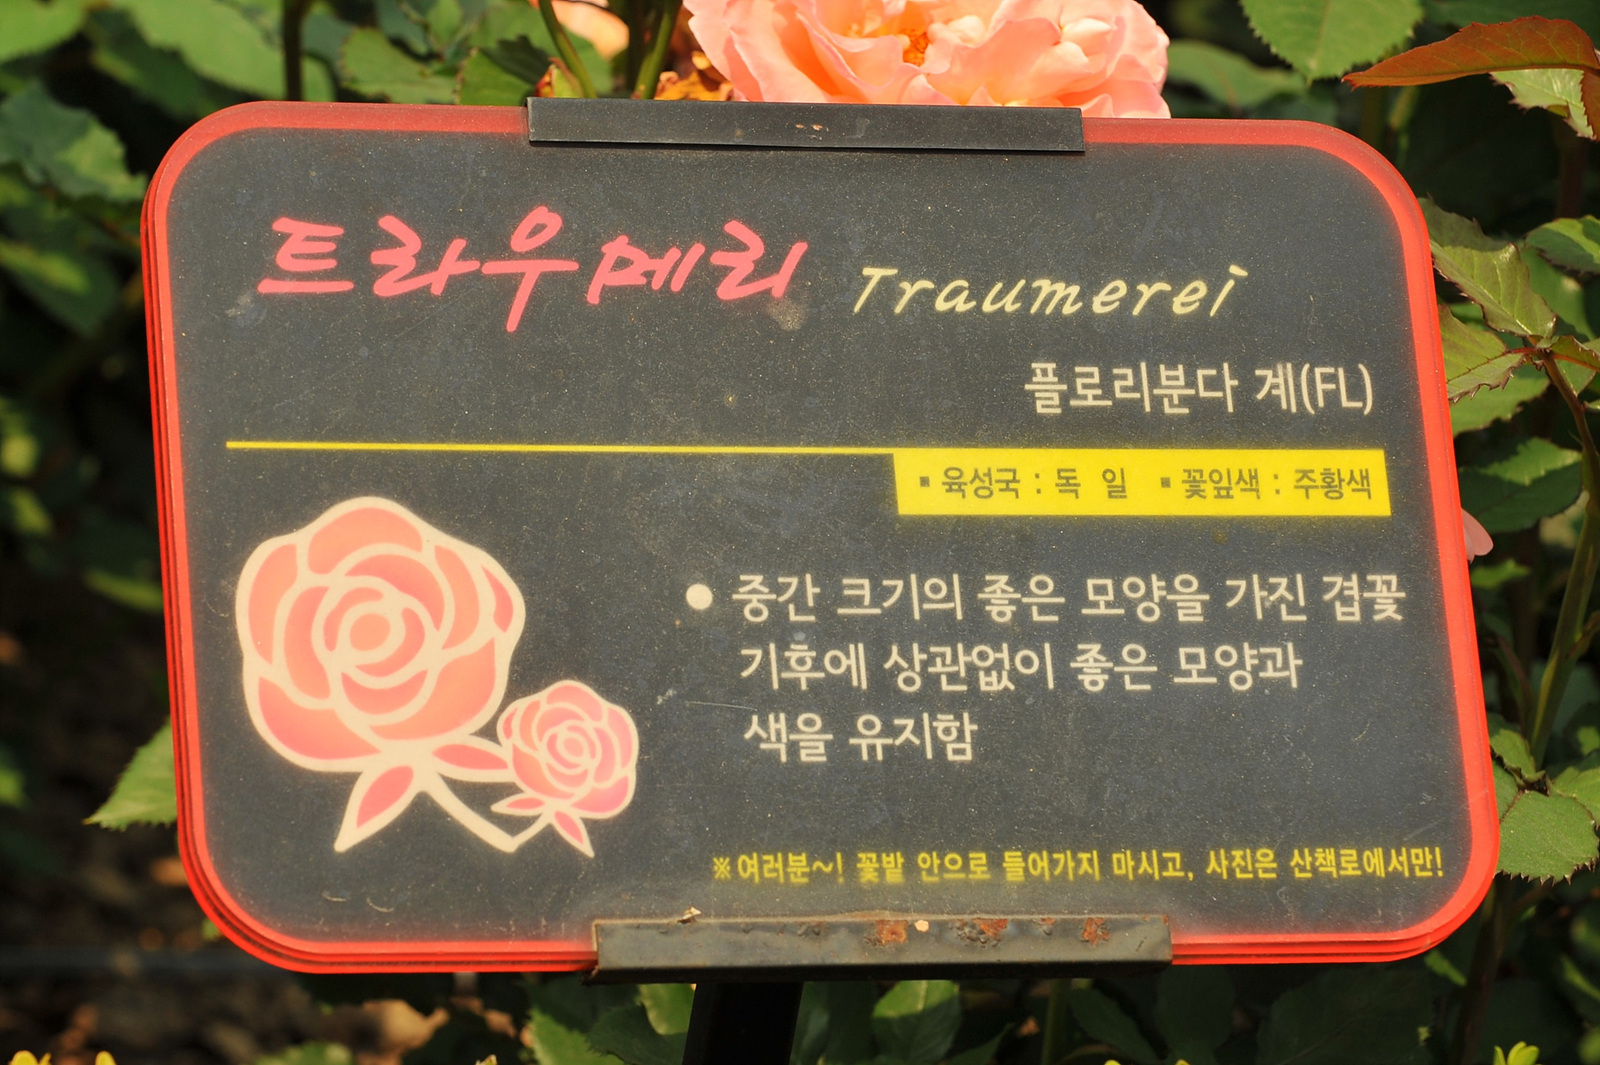 트라우메리 Traumerei
플로리분다 계(FL)
▪육성국 : 독 일 ▪꽃잎색 : 주황색
● 중간 크기의 좋은 모양을 가진 겹꽃
기후에 상관없이 좋은 모양과
색을 유지함
※여러분~! 꽃밭 안으로 들어가지 마시고, 사진은 산책로에서만!